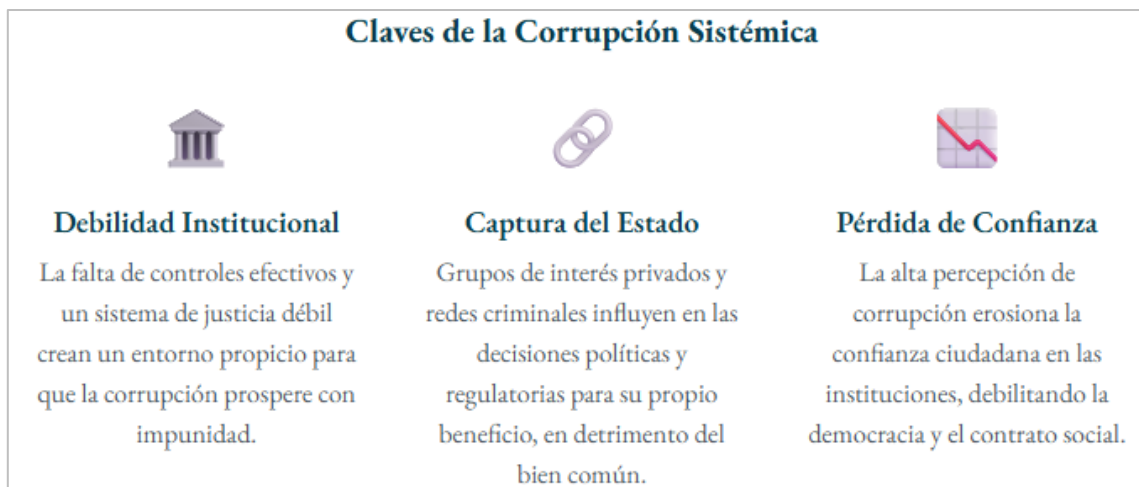 Claves de la Corrupción Sistémica
Debilidad Institucional
La falta de controles efectivos y
un sistema de justicia débil
crean un entorno propicio para
que la corrupción prospere con
impunidad.
Captura del Estado
Grupos de interés privados y
redes criminales influyen en las
decisiones políticas y
regulatorias para su propio
beneficio, en detrimento del
bien común.
Pérdida de Confianza
La alta percepción de
corrupción erosiona la
confianza ciudadana en las
instituciones, debilitando la
democracia y el contrato social.